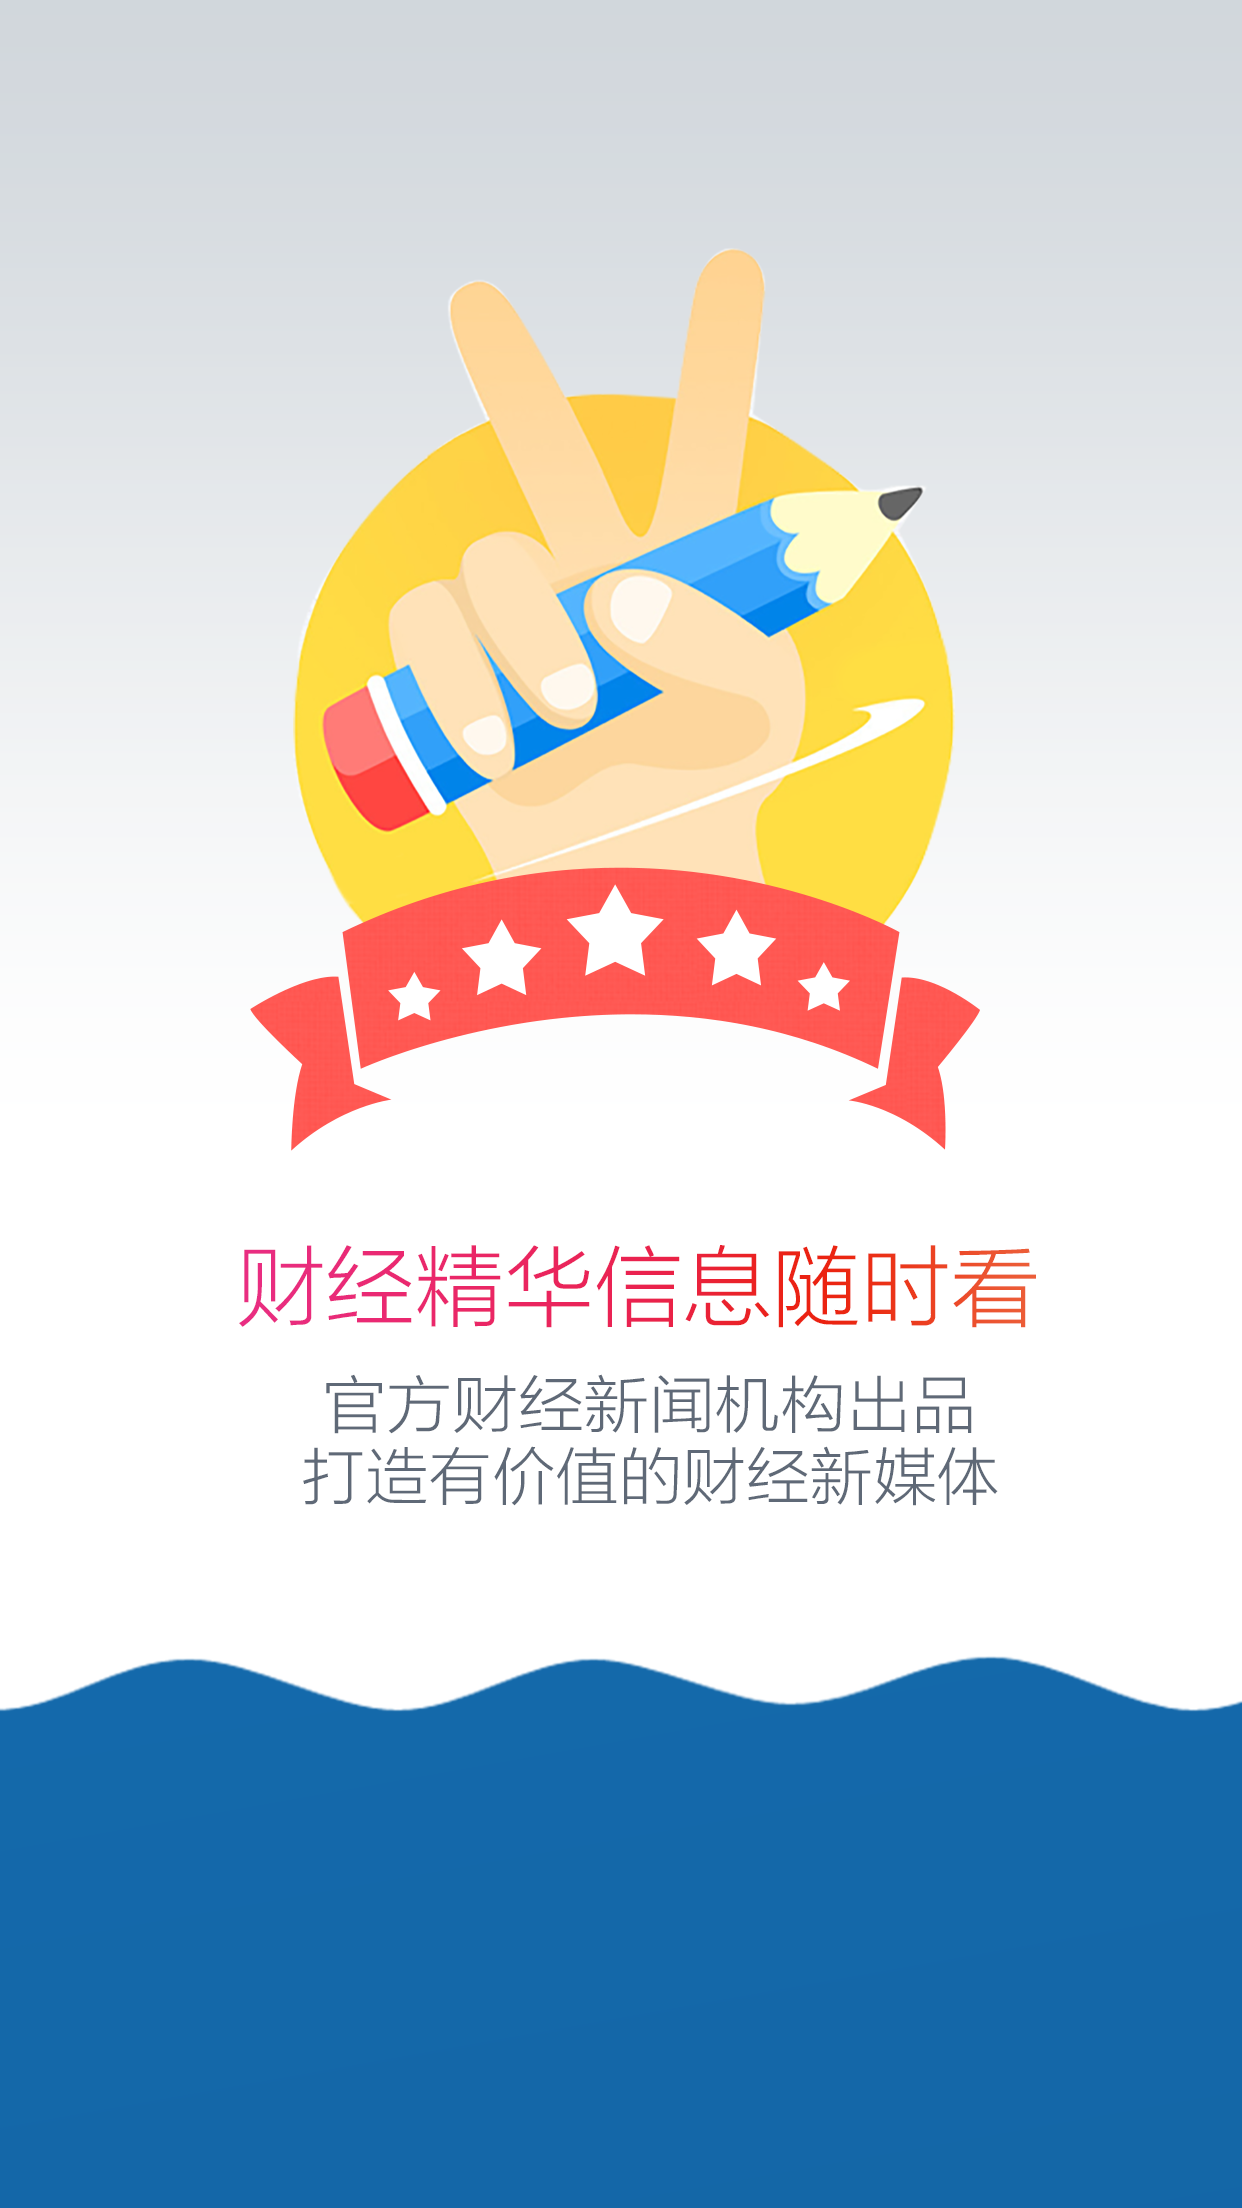 财经精华信息随时看
官方财经新闻机构出品
打造有价值的财经新媒体